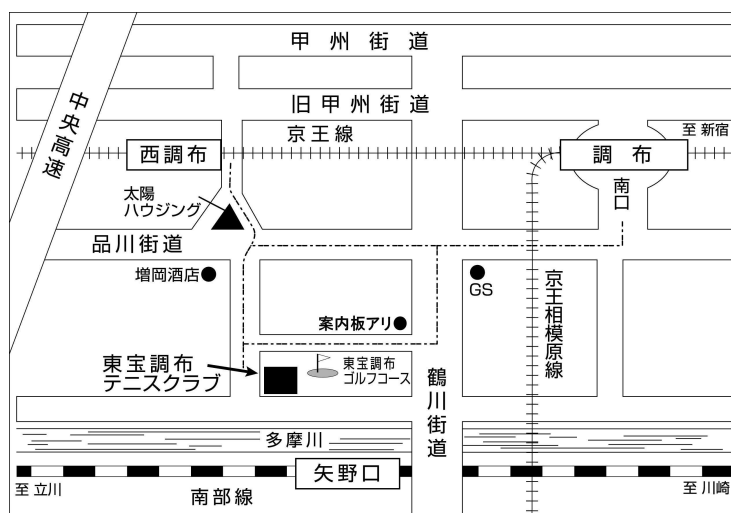 甲州街道
旧甲州街道
中央高速
京王線
至 新宿
西調布
調布
南口
太陽
ハウジング
品川街道
増岡酒店
GS
京王相模原線
案内板アリ
東宝調布
テニスクラブ
東宝調布
ゴルフコース
鶴川街道
多摩川
矢野口
至 立川
南部線
至 川崎